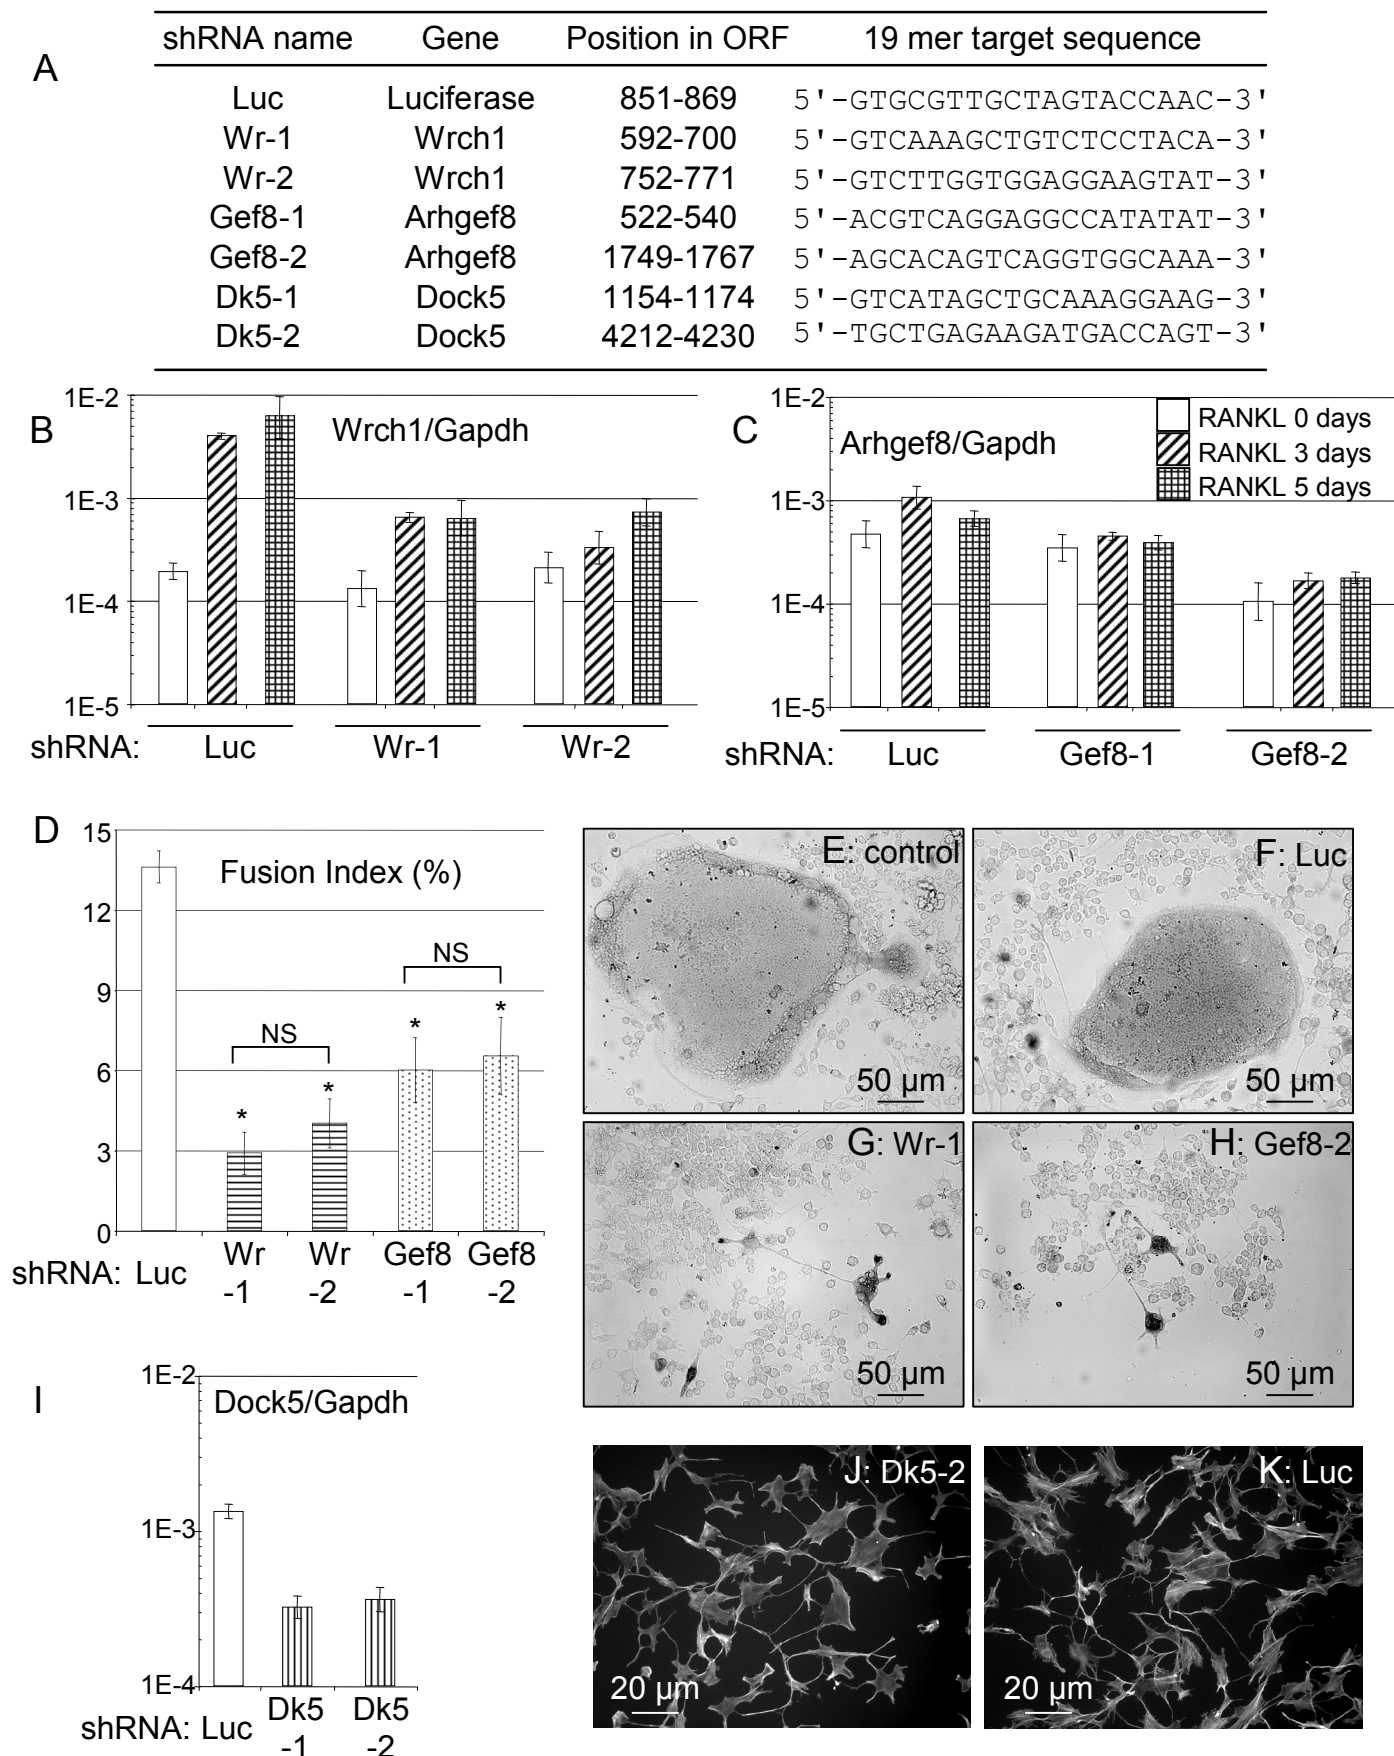 A
shRNA name Gene Position in ORF 19 mer target sequence
Luc Luciferase 851-869 5'-GTGCGTTGCTAGTACCAAC-3'
Wr-1 Wrch1 592-700 5'-GTCAAAGCTGTCTCCTACA-3'
Wr-2 Wrch1 752-771 5'-GTCTTGGTGGAGGAAGTAT-3'
Gef8-1 Arhgef8 522-540 5'-ACGTCAGGAGGCCATATAT-3'
Gef8-2 Arhgef8 1749-1767 5'-AGCACAGTCAGGTGGCAAA-3'
Dk5-1 Dock5 1154-1174 5'-GTCATAGCTGCAAAGGAAG-3'
Dk5-2 Dock5 4212-4230 5'-TGCTGAGAAGATGACCAGT-3'
B
Wrch1/Gapdh
1E-2
1E-3
1E-4
1E-5
shRNA: Luc Wr-1 Wr-2
C
Arhgef8/Gapdh
RANKL 0 days
RANKL 3 days
RANKL 5 days
1E-2
1E-3
1E-4
1E-5
shRNA: Luc Gef8-1 Gef8-2
D
Fusion Index (%)
15
12
9
6
3
0
NS
NS
* * * *
shRNA: Luc Wr Wr Gef8 Gef8
-1 -2 -1 -2
E: control
50 µm
F: Luc
50 µm
G: Wr-1
50 µm
H: Gef8-2
50 µm
I
Dock5/Gapdh
1E-2
1E-3
1E-4
shRNA: Luc Dk5 Dk5
-1 -2
J: Dk5-2
20 µm
K: Luc
20 µm